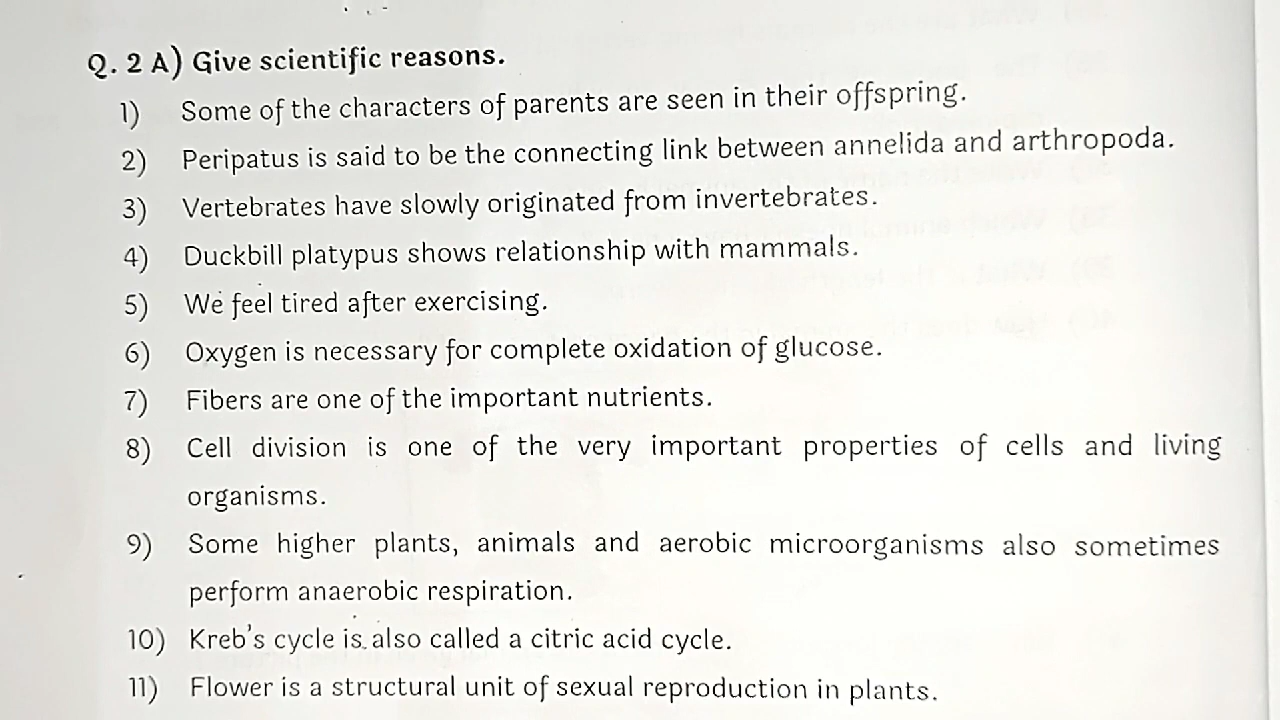 Q. 2 A) Give scientific reasons.
1) Some of the characters of parents are seen in their offspring.
2) Peripatus is said to be the connecting link between annelida and arthropoda.
3) Vertebrates have slowly originated from invertebrates.
4) Duckbill platypus shows relationship with mammals.
5) We feel tired after exercising.
6) Oxygen is necessary for complete oxidation of glucose.
7) Fibers are one of the important nutrients.
8) Cell division is one of the very important properties of cells and living
organisms.
9) Some higher plants, animals and aerobic microorganisms also sometimes
perform anaerobic respiration.
10) Kreb's cycle is also called a citric acid cycle.
11) Flower is a structural unit of sexual reproduction in plants.